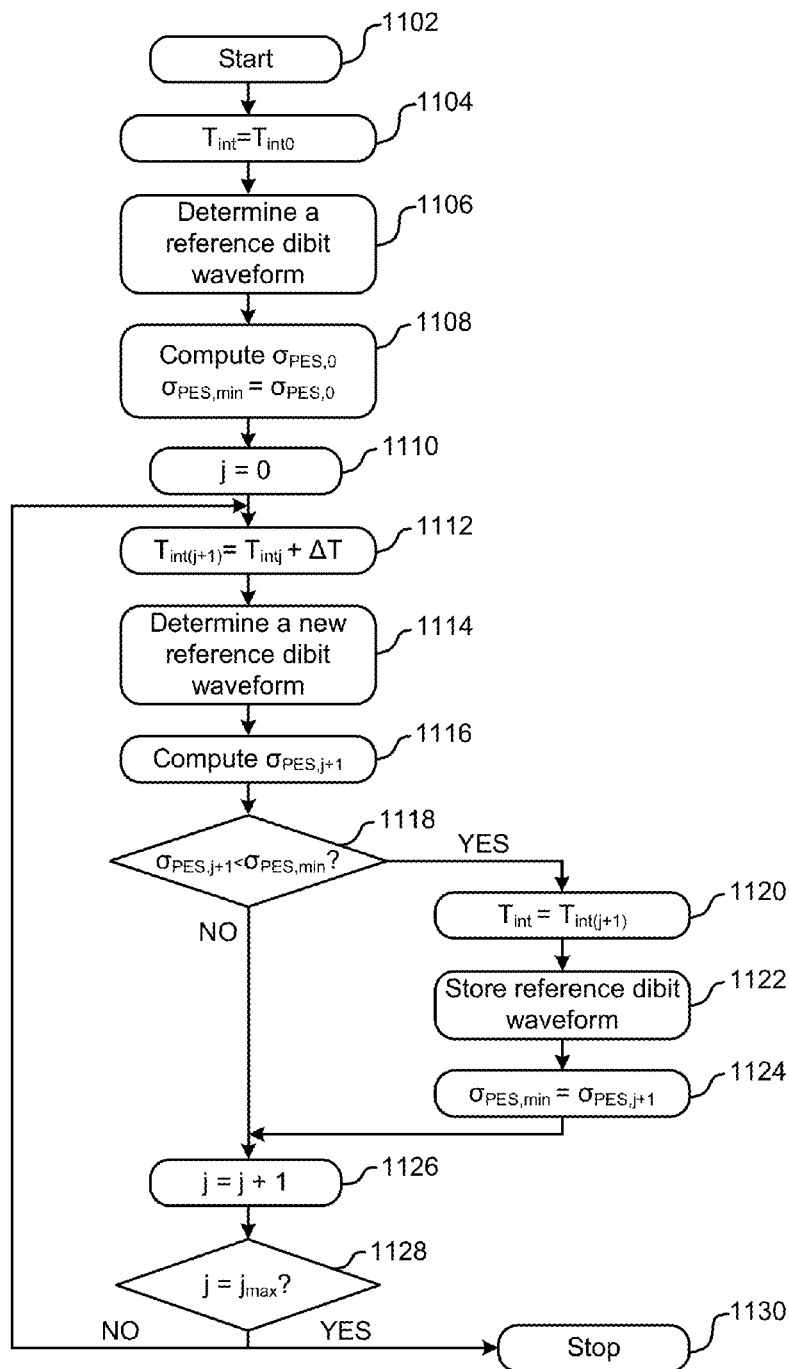 1102
Start
1104
T_int=T_int0
1106
Determine a
reference dibit
waveform
1108
Compute σ_PES,0
σ_PES,min = σ_PES,0
1110
j = 0
1112
T_int(j+1)= T_intj + ΔT
1114
Determine a new
reference dibit
waveform
1116
Compute σ_PES,j+1
1118
σ_PES,j+1<σ_PES,min?
YES
NO
1120
T_int = T_int(j+1)
1122
Store reference dibit
waveform
1124
σ_PES,min = σ_PES,j+1
1126
j = j + 1
1128
j = j_max?
NO
YES
1130
Stop